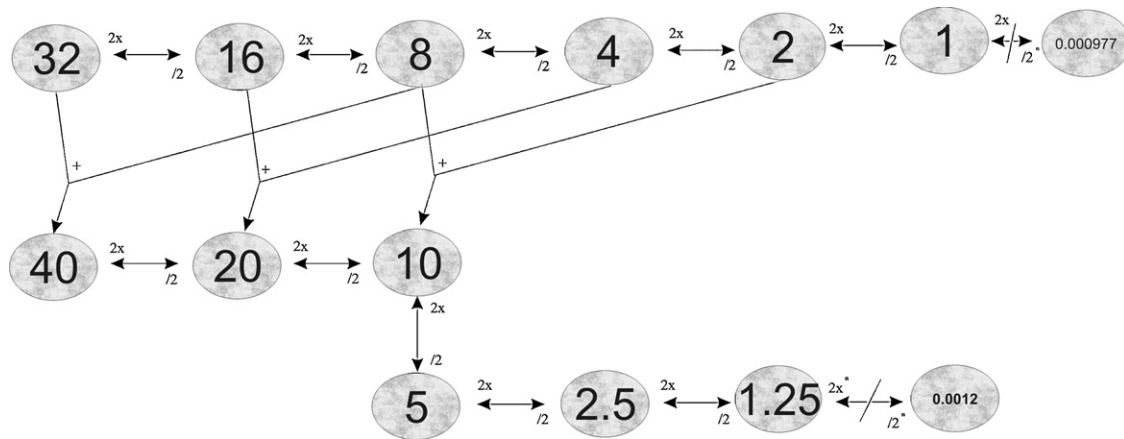 32 2x /2 16 2x /2 8 2x /2 4 2x /2 2 2x /2 1 2x /2 " 0.000977
+ + +
40 2x /2 20 2x /2 10
2x
/2
5 2x /2 2.5 2x /2 1.25 2x " /2 " 0.0012